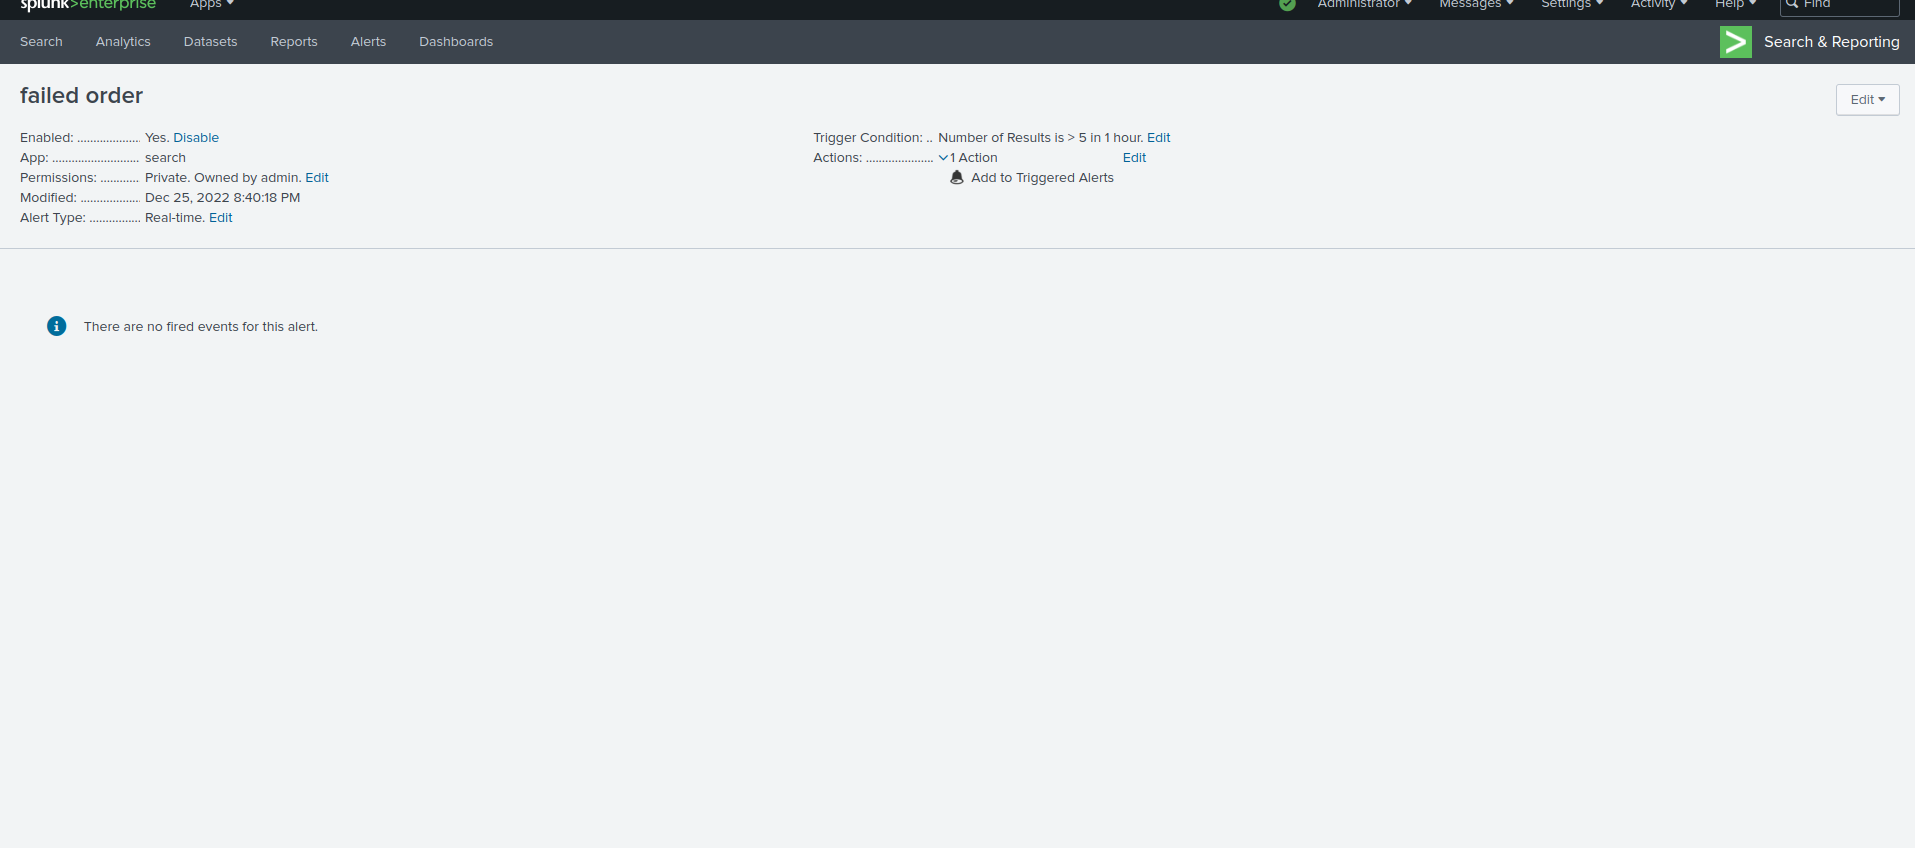 splunk>enterprise Apps Administrator Messages Settings Activity Help Find
Search Analytics Datasets Reports Alerts Dashboards Search & Reporting
failed order
Edit
Enabled: ................... Yes. Disable
App: ........................... search
Permissions: ............ Private. Owned by admin. Edit
Modified: .................. Dec 25, 2022 8:40:18 PM
Alert Type: ................ Real-time. Edit
Trigger Condition: .. Number of Results is > 5 in 1 hour. Edit
Actions: ..................... 1 Action Edit
Add to Triggered Alerts
There are no fired events for this alert.